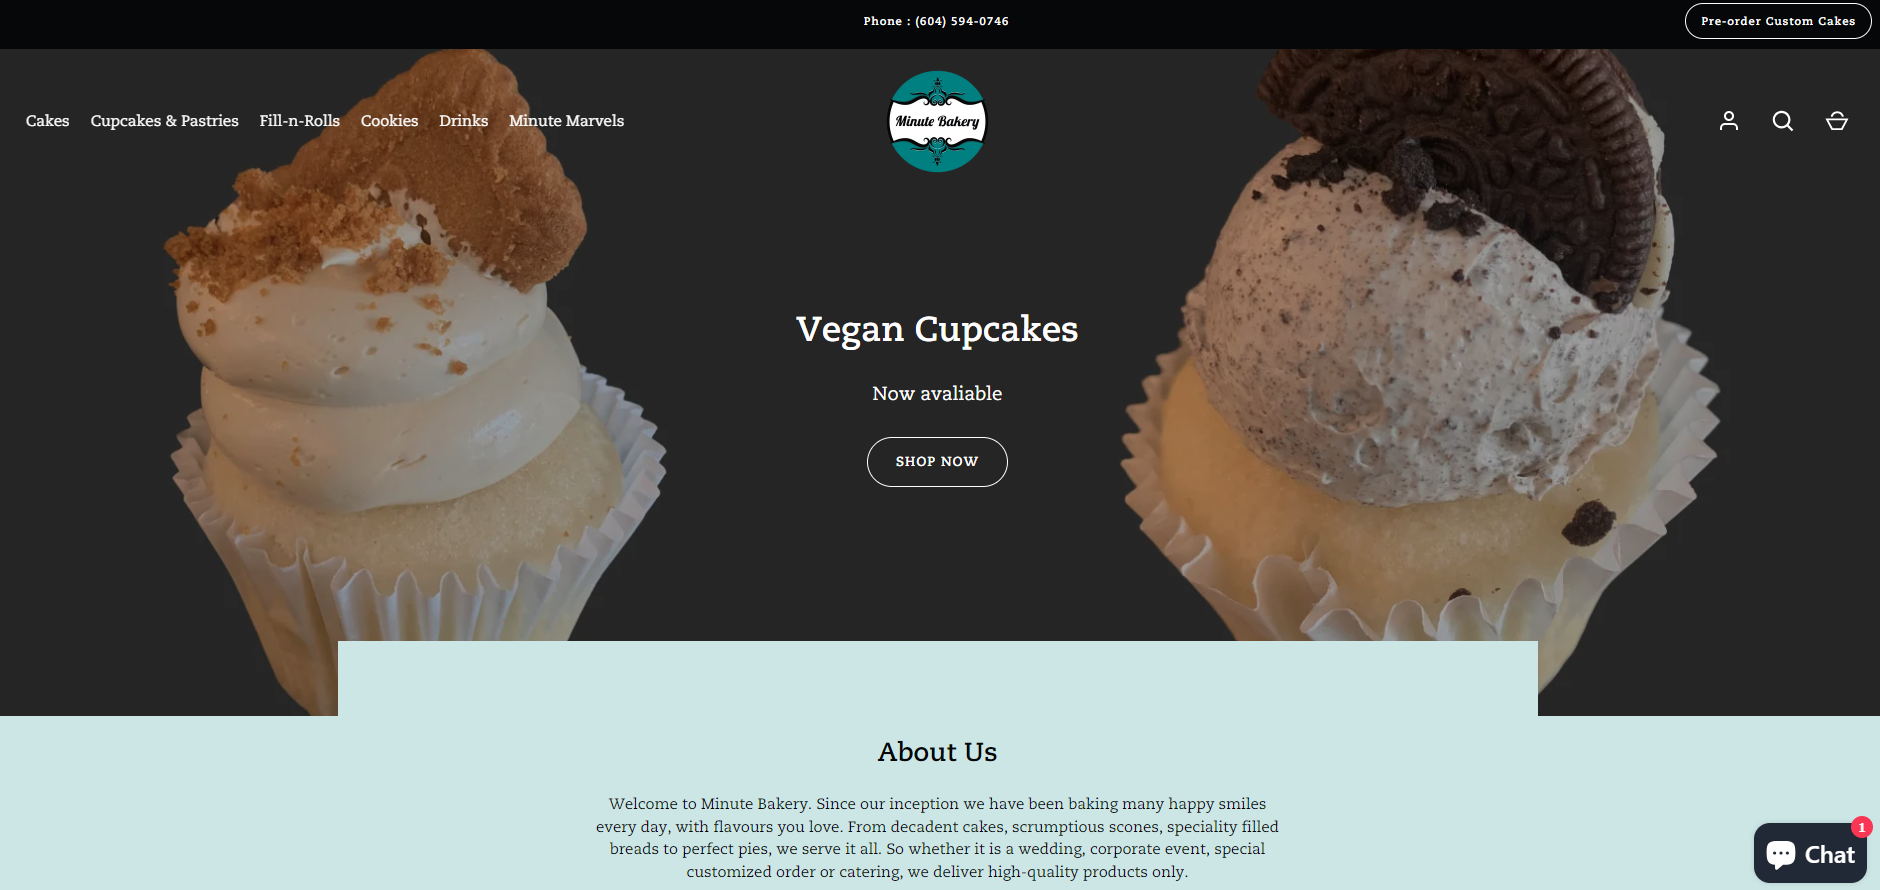 Phone : (604) 594-0746
Pre-order Custom Cakes
Cakes
Cupcakes & Pastries
Fill-n-Rolls
Cookies
Drinks
Minute Marvels
Minute Bakery
Vegan Cupcakes
Now avaliable
SHOP NOW
About Us
Welcome to Minute Bakery. Since our inception we have been baking many happy smiles
every day, with flavours you love. From decadent cakes, scrumptious scones, speciality filled
breads to perfect pies, we serve it all. So whether it is a wedding, corporate event, special
customized order or catering, we deliver high-quality products only.
1
Chat